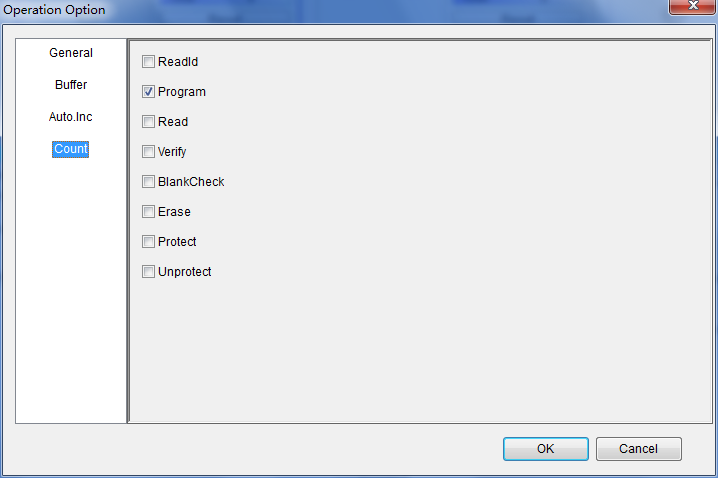 Operation Option
General
Buffer
Auto.Inc
Count
ReadId
Program
Read
Verify
BlankCheck
Erase
Protect
Unprotect
OK
Cancel